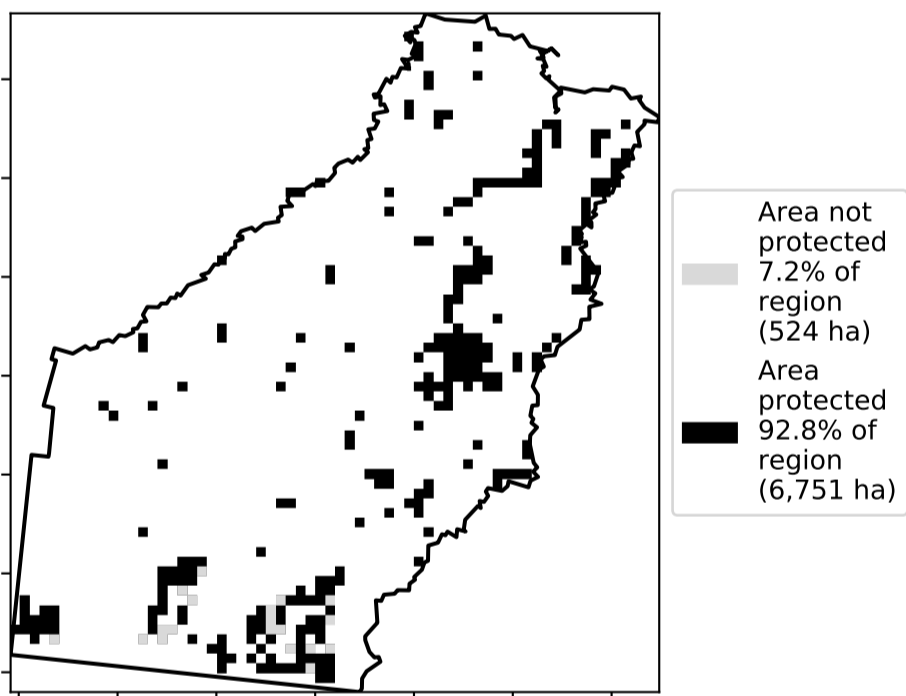 Area not
protected
7.2% of
region
(524 ha)
Area
protected
92.8% of
region
(6,751 ha)